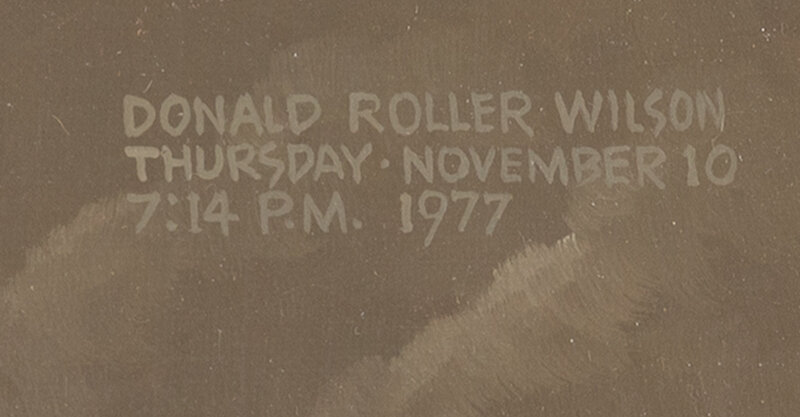 DONALD ROLLER WILSON
THURSDAY · NOVEMBER 10
7:14 P.M. 1977